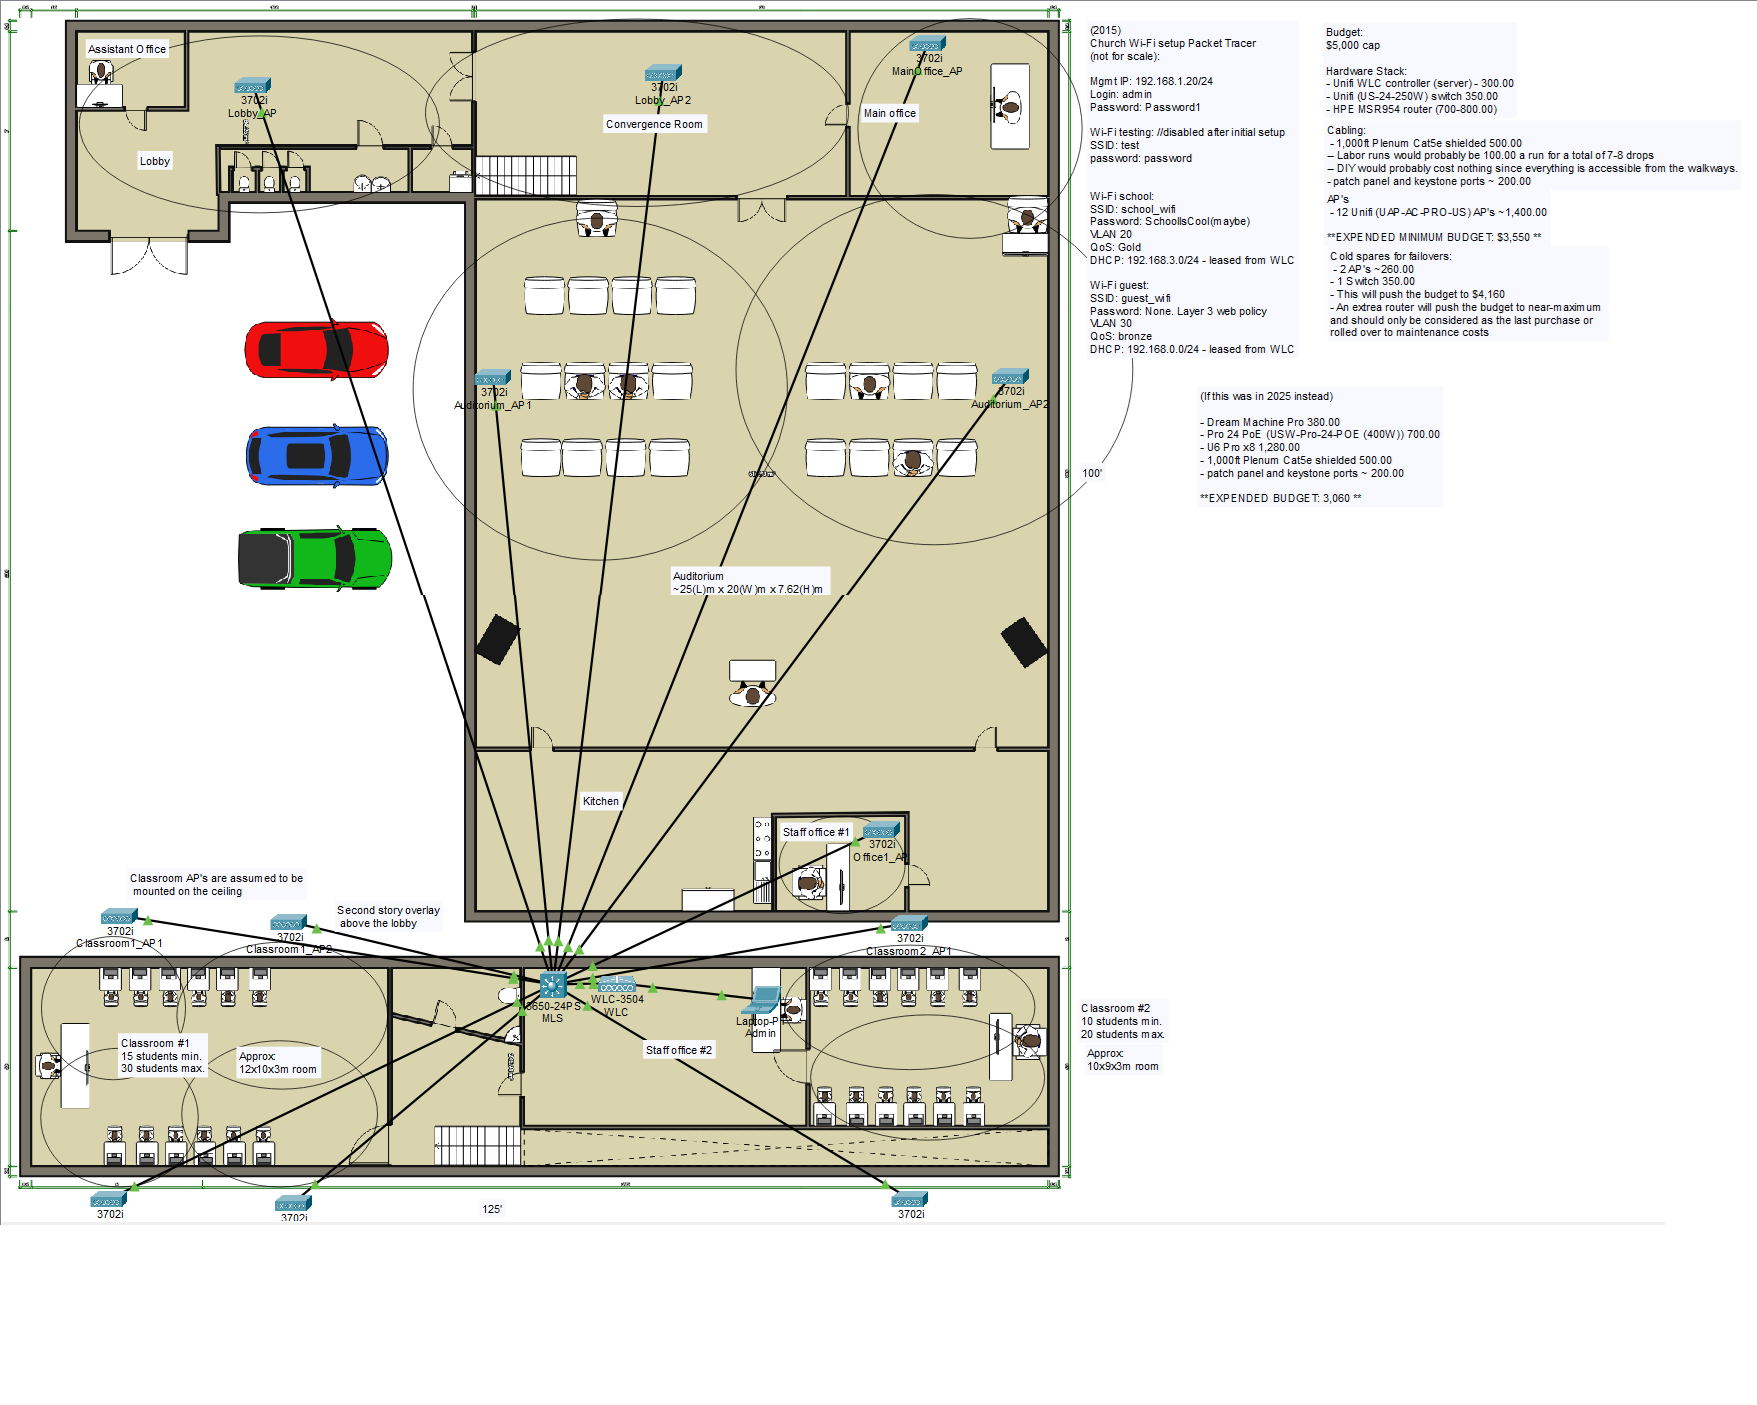 Assistant Office
3702i
Lobby_AP
Lobby
3702i
Lobby_AP2
Convergence Room
3702i
Main Office_AP
Main office
3702i
Auditorium_AP1
3702i
Auditorium_AP2
100'
Auditorium
~25(L)m x 20(W)m x 7.62(H)m
Kitchen
Staff office #1
3702i
Office1_AP
Classroom AP's are assumed to be
mounted on the ceiling
Second story overlay
above the lobby
3702i
Classroom1_AP1
3702i
Classroom1_AP2
3702i
Classroom2_AP1
3650-24PS
MLS
WLC-3504
WLC
Laptop-PT
Admin
Staff office #2
Classroom #1
15 students min.
30 students max.
Approx:
12x10x3m room
Classroom #2
10 students min.
20 students max.
Approx:
10x9x3m room
3702i
3702i
3702i
125'
(2015)
Church Wi-Fi setup Packet Tracer
(not for scale):
Mgmt IP: 192.168.1.20/24
Login: admin
Password: Password1
Wi-Fi testing: //disabled after initial setup
SSID: test
password: password
Wi-Fi school:
SSID: school_wifi
Password: SchoolIsCool(maybe)
VLAN 20
QoS: Gold
DHCP: 192.168.3.0/24 - leased from WLC
Wi-Fi guest:
SSID: guest_wifi
Password: None. Layer 3 web policy
VLAN 30
QoS: bronze
DHCP: 192.168.0.0/24 - leased from WLC
Budget:
$5,000 cap
Hardware Stack:
- Unifi WLC controller (server) - 300.00
- Unifi (US-24-250W) switch 350.00
- HPE MSR954 router (700-800.00)
Cabling:
- 1,000ft Plenum Cat5e shielded 500.00
-- Labor runs would probably be 100.00 a run for a total of 7-8 drops
-- DIY would probably cost nothing since everything is accessible from the walkways.
- patch panel and keystone ports ~ 200.00
AP's
- 12 Unifi (UAP-AC-PRO-US) AP's ~1,400.00
**EXPENDED MINIMUM BUDGET: $3,550 **
Cold spares for failovers:
- 2 AP's ~260.00
- 1 Switch 350.00
- This will push the budget to $4,160
- An extrea router will push the budget to near-maximum
and should only be considered as the last purchase or
rolled over to maintenance costs
(If this was in 2025 instead)
- Dream Machine Pro 380.00
- Pro 24 PoE (USW-Pro-24-POE (400W)) 700.00
- U6 Pro x8 1,280.00
- 1,000ft Plenum Cat5e shielded 500.00
- patch panel and keystone ports ~ 200.00
**EXPENDED BUDGET: 3,060 **